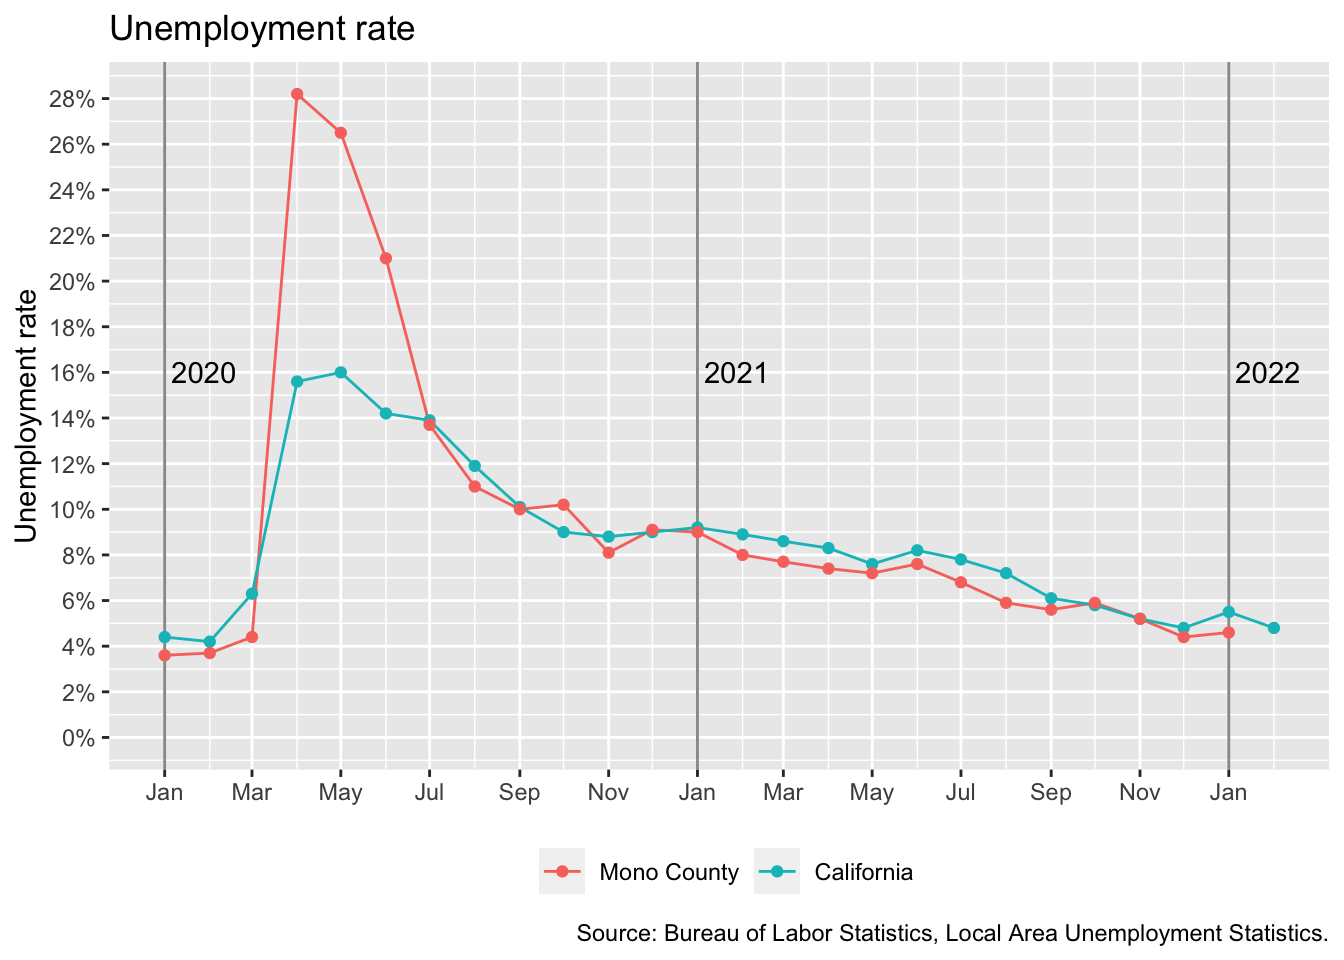 Unemployment rate
Unemployment rate
28%
26%
24%
22%
20%
18%
16%
14%
12%
10%
8%
6%
4%
2%
0%
2020 2021 2022
Jan Mar May Jul Sep Nov Jan Mar May Jul Sep Nov Jan
Mono County California
Source: Bureau of Labor Statistics, Local Area Unemployment Statistics.